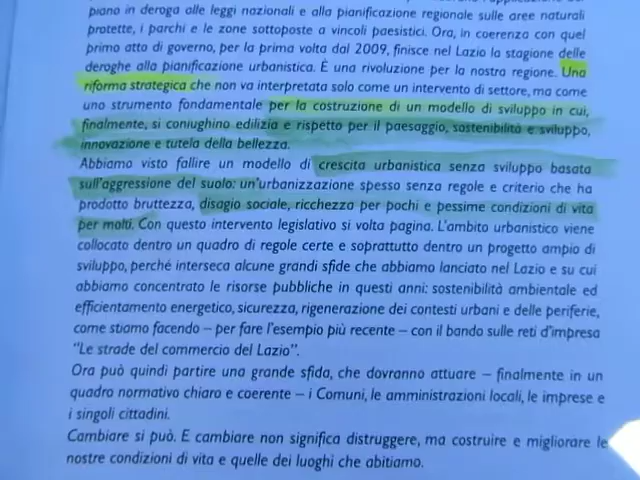 piano in deroga alle leggi nazionali e alla pianificazione regionale sulle aree naturali
protette, i parchi e le zone sottoposte a vincoli paesistici. Ora, in coerenza con quel
primo atto di governo, per la prima volta dal 2009, finisce nel Lazio la stagione delle
deroghe alla pianificazione urbanistica. È una rivoluzione per la nostra regione. Una
riforma strategica che non va interpretata solo come un intervento di settore, ma come
uno strumento fondamentale per la costruzione di un modello di sviluppo in cui,
finalmente, si coniughino edilizia e rispetto per il paesaggio, sostenibilità e sviluppo,
innovazione e tutela della bellezza.
Abbiamo visto fallire un modello di crescita urbanistica senza sviluppo basata
sull'aggressione del suolo: un'urbanizzazione spesso senza regole e criterio che ha
prodotto bruttezza, disagio sociale, ricchezza per pochi e pessime condizioni di vita
per molti. Con questo intervento legislativo si volta pagina. L'ambito urbanistico viene
collocato dentro un quadro di regole certe e soprattutto dentro un progetto ampio di
sviluppo, perché interseca alcune grandi sfide che abbiamo lanciato nel Lazio e su cui
abbiamo concentrato le risorse pubbliche in questi anni: sostenibilità ambientale ed
efficientamento energetico, sicurezza, rigenerazione dei contesti urbani e delle periferie,
come stiamo facendo – per fare l'esempio più recente – con il bando sulle reti d'impresa
"Le strade del commercio del Lazio".
Ora può quindi partire una grande sfida, che dovranno attuare – finalmente in un
quadro normativo chiaro e coerente – i Comuni, le amministrazioni locali, le imprese e
i singoli cittadini.
Cambiare si può. E cambiare non significa distruggere, ma costruire e migliorare le
nostre condizioni di vita e quelle dei luoghi che abitiamo.